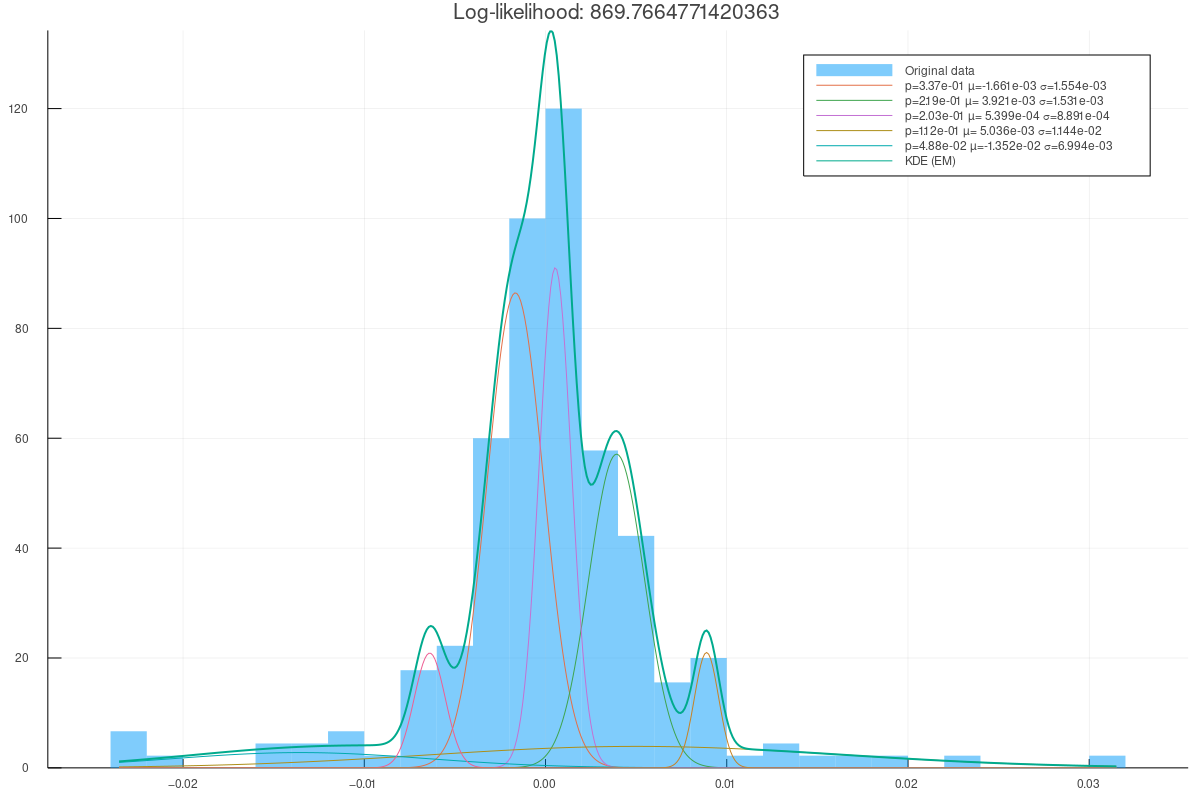 Log-likelihood: 869.7664771420363
Original data
p=3.37e-01 μ=-1.661e-03 σ=1.554e-03
p=2.19e-01 μ= 3.921e-03 σ=1.531e-03
p=2.03e-01 μ= 5.399e-04 σ=8.891e-04
p=1.12e-01 μ= 5.036e-03 σ=1.144e-02
p=4.88e-02 μ=-1.352e-02 σ=6.994e-03
KDE (EM)
120
100
80
60
40
20
0
−0.02 −0.01 0.00 0.01 0.02 0.03